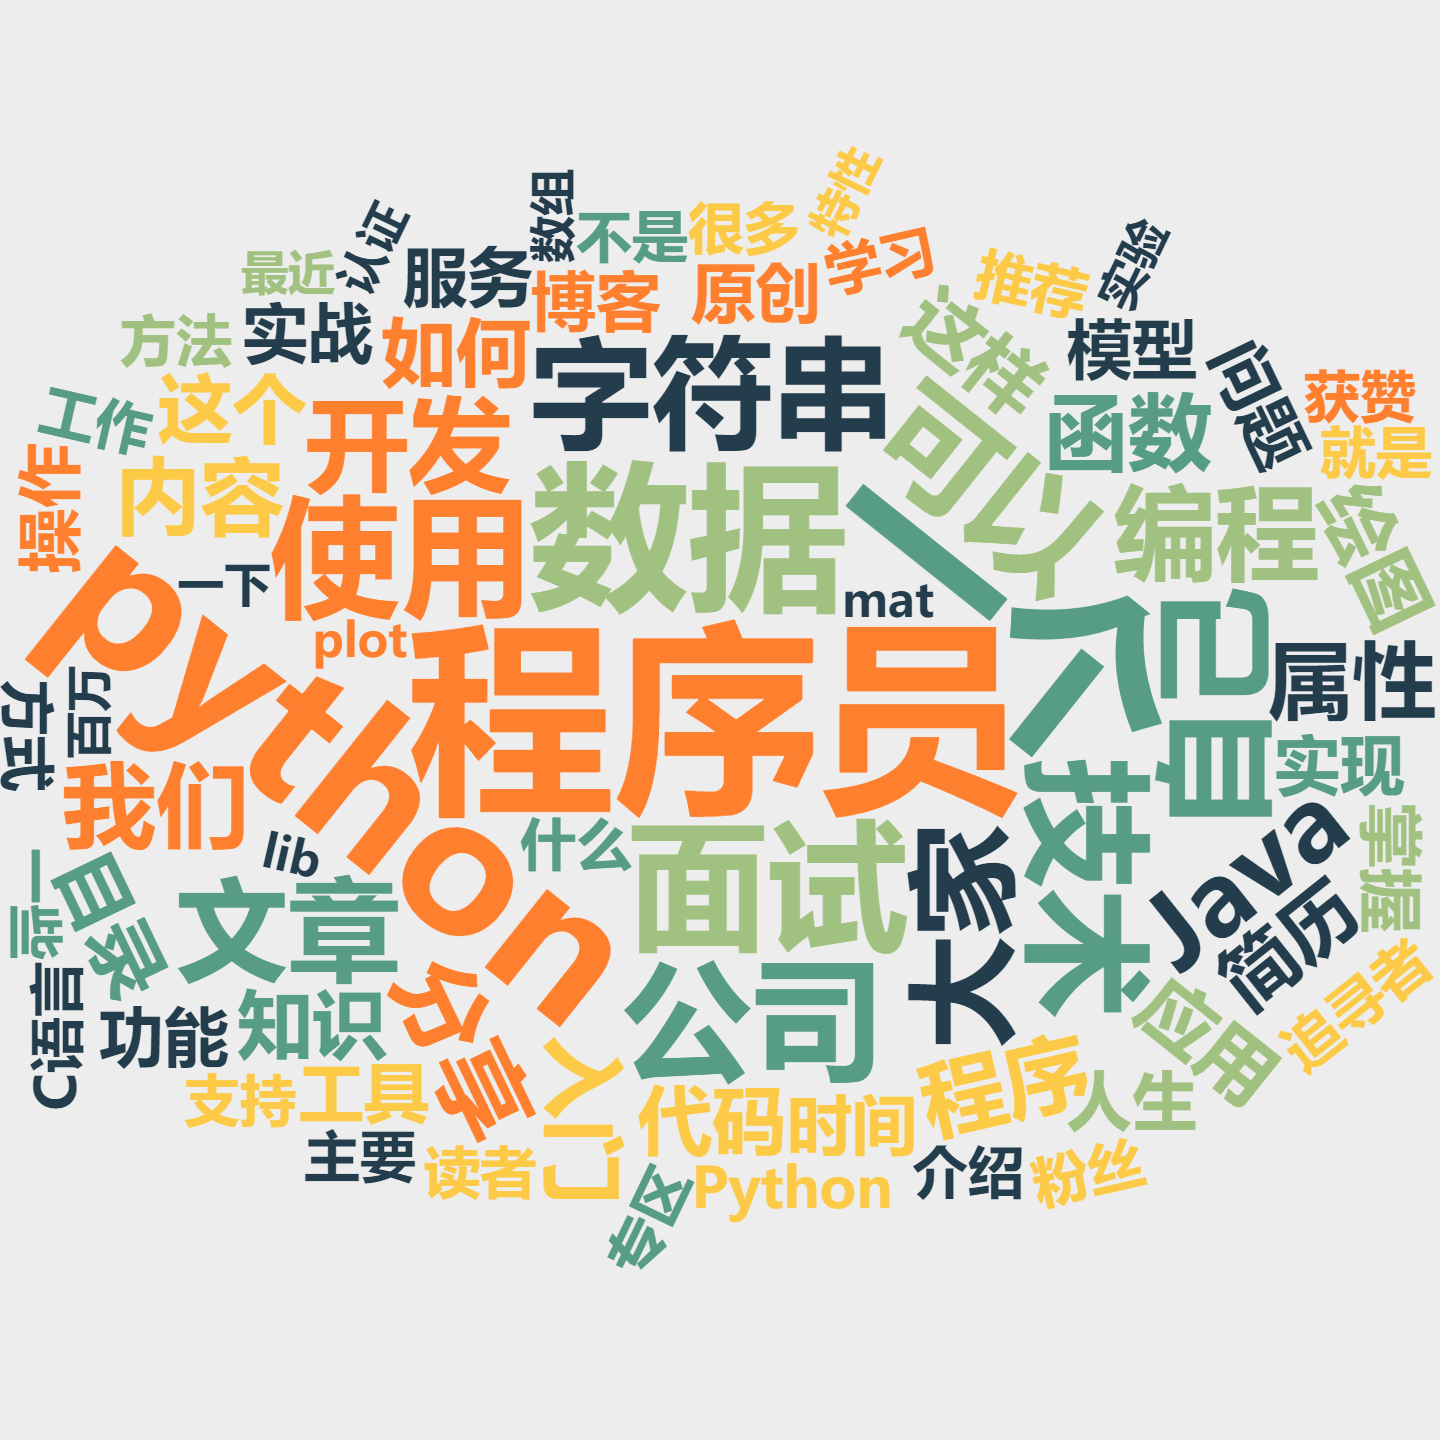 特性
数组
不是
很多
认证
学习
实验
最近
服务
博客
原创
推荐
方法
实战
如何
字符串
这样
模型
问题
获赞
工作
这个
开发
可以
函数
就是
操作
内容
使用
数据
编程
绘图
一下
mat
一个
自己
plot
python
程序员
属性
方式
百万
我们
技术
实现
Java
掌握
lib
什么
面试
大家
一些
目录
文章
简历
C语言
功能
知识
分享
公司
应用
追寻者
支持
工具
入门
代码
时间
程序
人生
主要
读者
Python
介绍
粉丝
专区